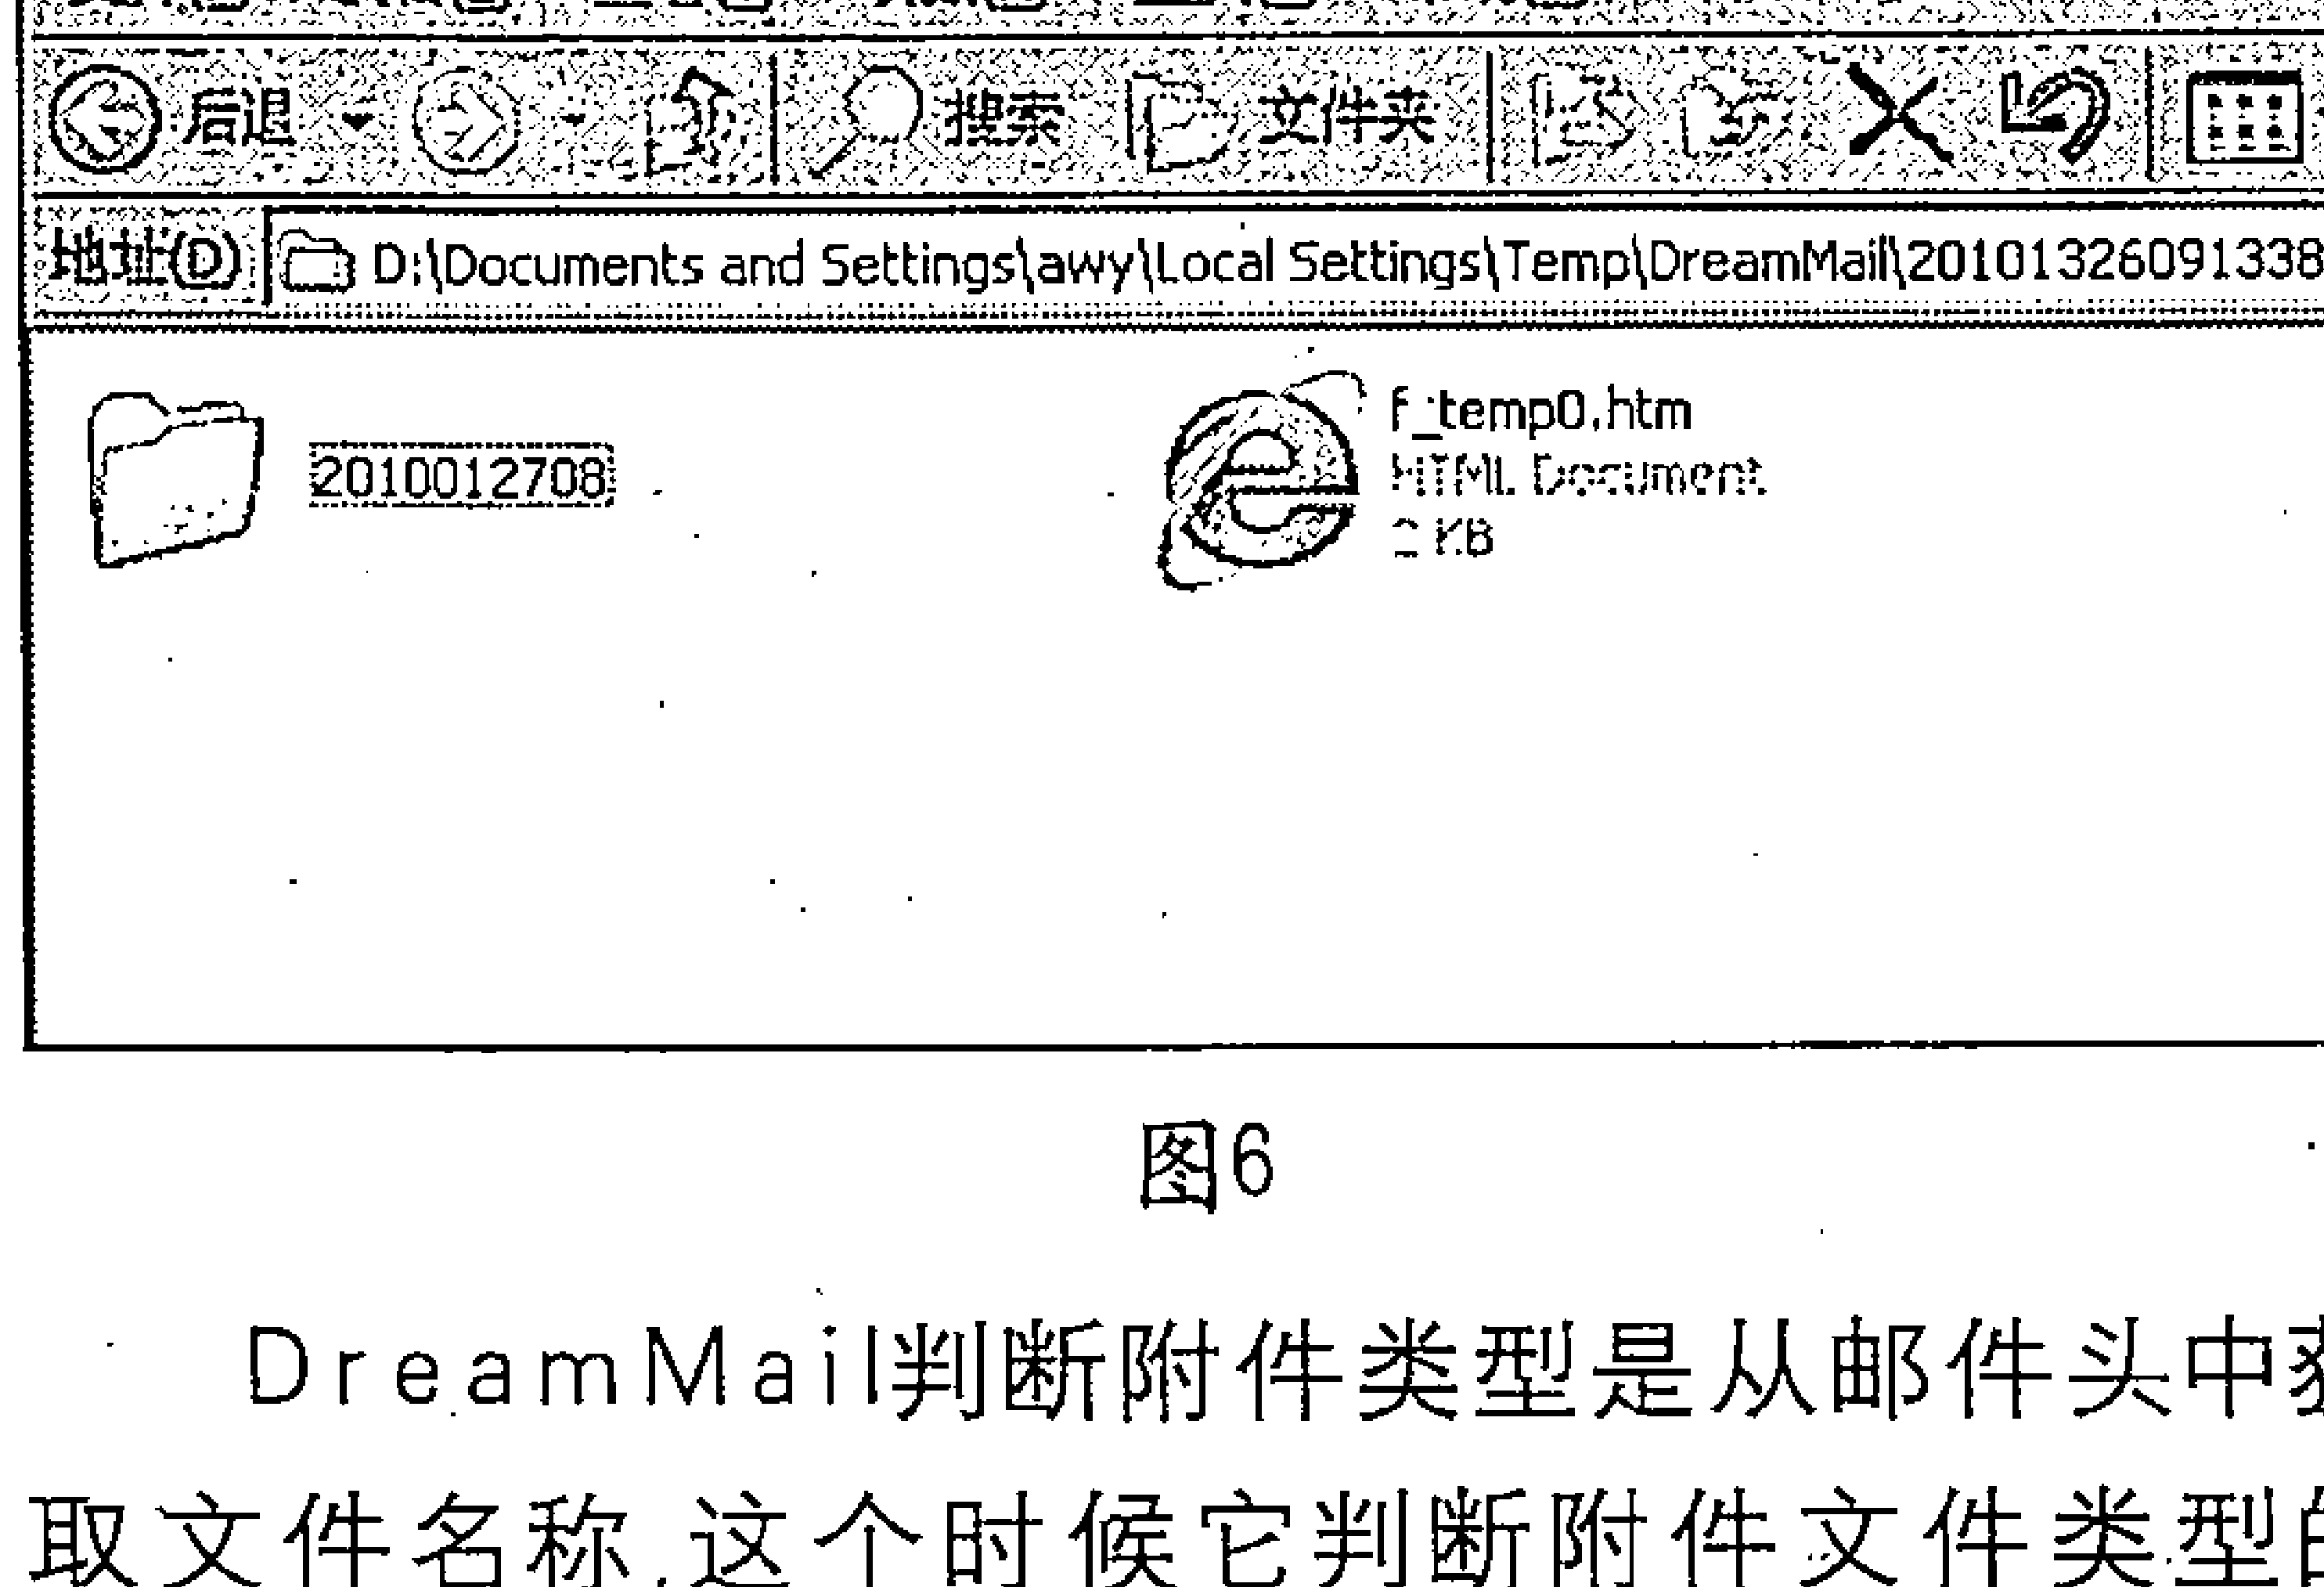 后退 搜索 文件夹
地址(D) D:\Documents and Settings\awy\Local Settings\Temp\DreamMail\20101326091338
f_temp0.htm
2010012708 HTML Document
KB
图6
DreamMail判断附件类型是从邮件头中获
取文件名称,这个时候它判断附件文件类型的